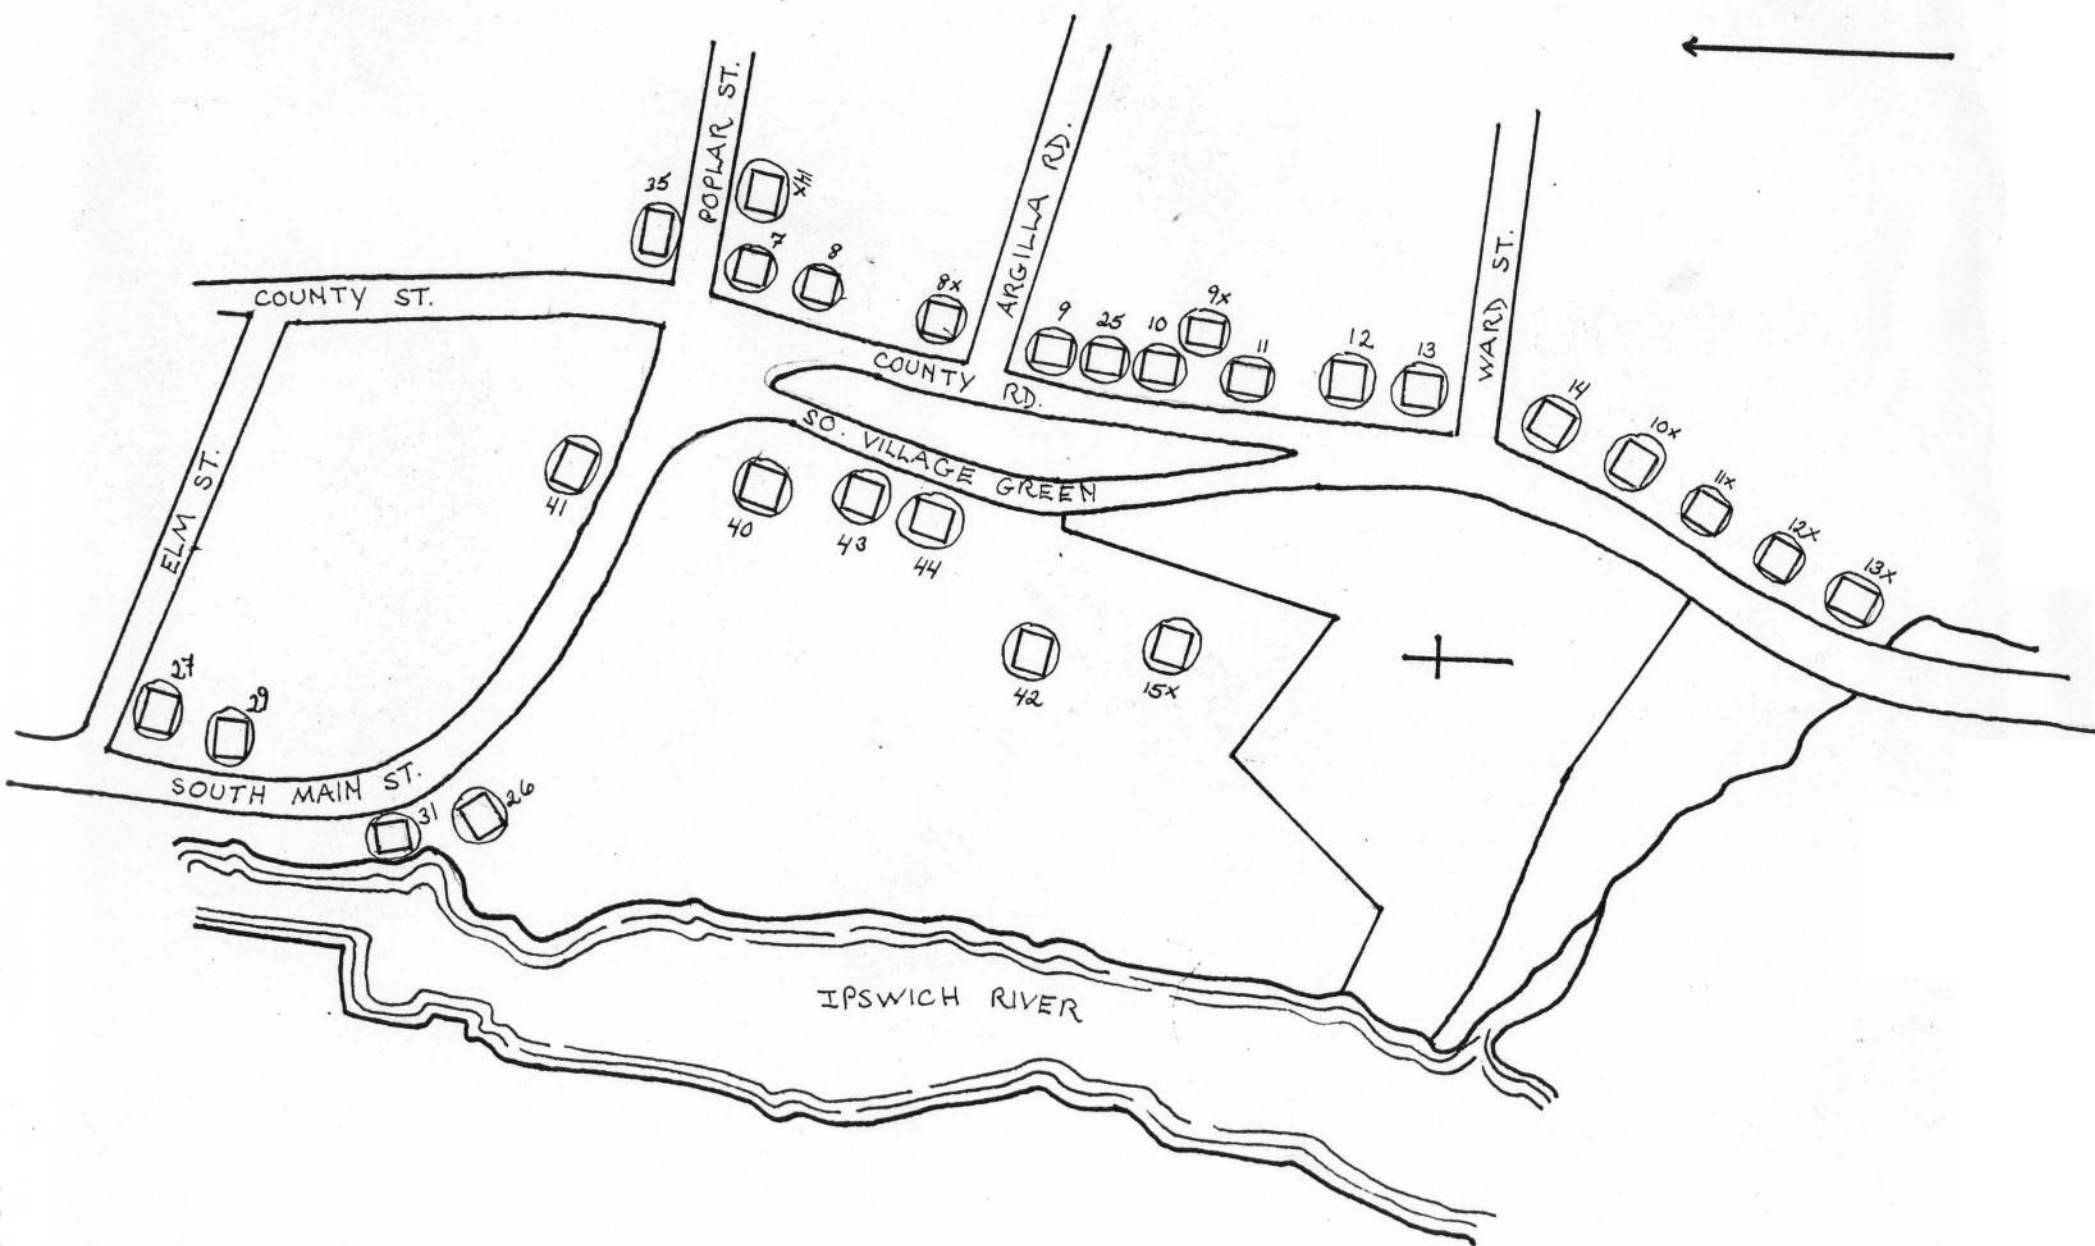 POPLAR ST.
35
14X
7
8
8X
ARGILLA RD.
COUNTY ST.
9
25
10
9X
11
12
13
WARD ST.
COUNTY RD.
14
10X
11X
12X
13X
SO. VILLAGE GREEN
ELM ST.
41
40
43
44
42
15X
27
29
SOUTH MAIN ST.
31
26
IPSWICH RIVER